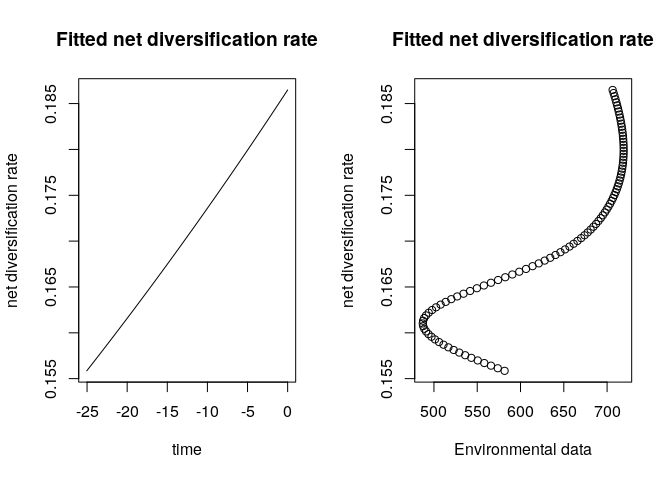 Fitted net diversification rate
net diversification rate
0.155
0.165
0.175
0.185
-25 -20 -15 -10 -5 0
time
Fitted net diversification rate
net diversification rate
0.155
0.165
0.175
0.185
500 550 600 650 700
Environmental data